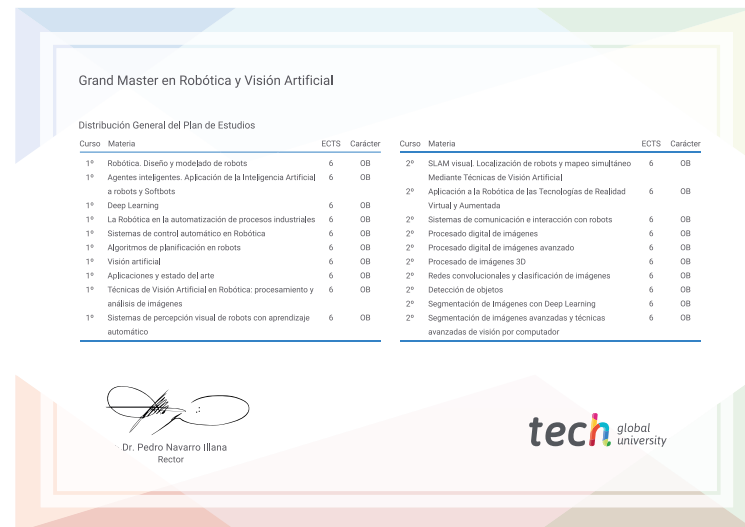 Grand Master en Robótica y Visión Artificial
Distribución General del Plan de Estudios
Curso Materia ECTS Carácter
1º Robótica. Diseño y modelado de robots 6 OB
1º Agentes inteligentes. Aplicación de la Inteligencia Artificial 6 OB
a robots y Softbots
1º Deep Learning 6 OB
1º La Robótica en la automatización de procesos industriales 6 OB
1º Sistemas de control automático en Robótica 6 OB
1º Algoritmos de planificación en robots 6 OB
1º Visión artificial 6 OB
1º Aplicaciones y estado del arte 6 OB
1º Técnicas de Visión Artificial en Robótica: procesamiento y 6 OB
análisis de imágenes
1º Sistemas de percepción visual de robots con aprendizaje 6 OB
automático
Curso Materia ECTS Carácter
2º SLAM visual. Localización de robots y mapeo simultáneo 6 OB
Mediante Técnicas de Visión Artificial
2º Aplicación a la Robótica de las Tecnologías de Realidad 6 OB
Virtual y Aumentada
2º Sistemas de comunicación e interacción con robots 6 OB
2º Procesado digital de imágenes 6 OB
2º Procesado digital de imágenes avanzado 6 OB
2º Procesado de imágenes 3D 6 OB
2º Redes convolucionales y clasificación de imágenes 6 OB
2º Detección de objetos 6 OB
2º Segmentación de Imágenes con Deep Learning 6 OB
2º Segmentación de imágenes avanzadas y técnicas 6 OB
avanzadas de visión por computador
Dr. Pedro Navarro Illana
Rector
tech global
university